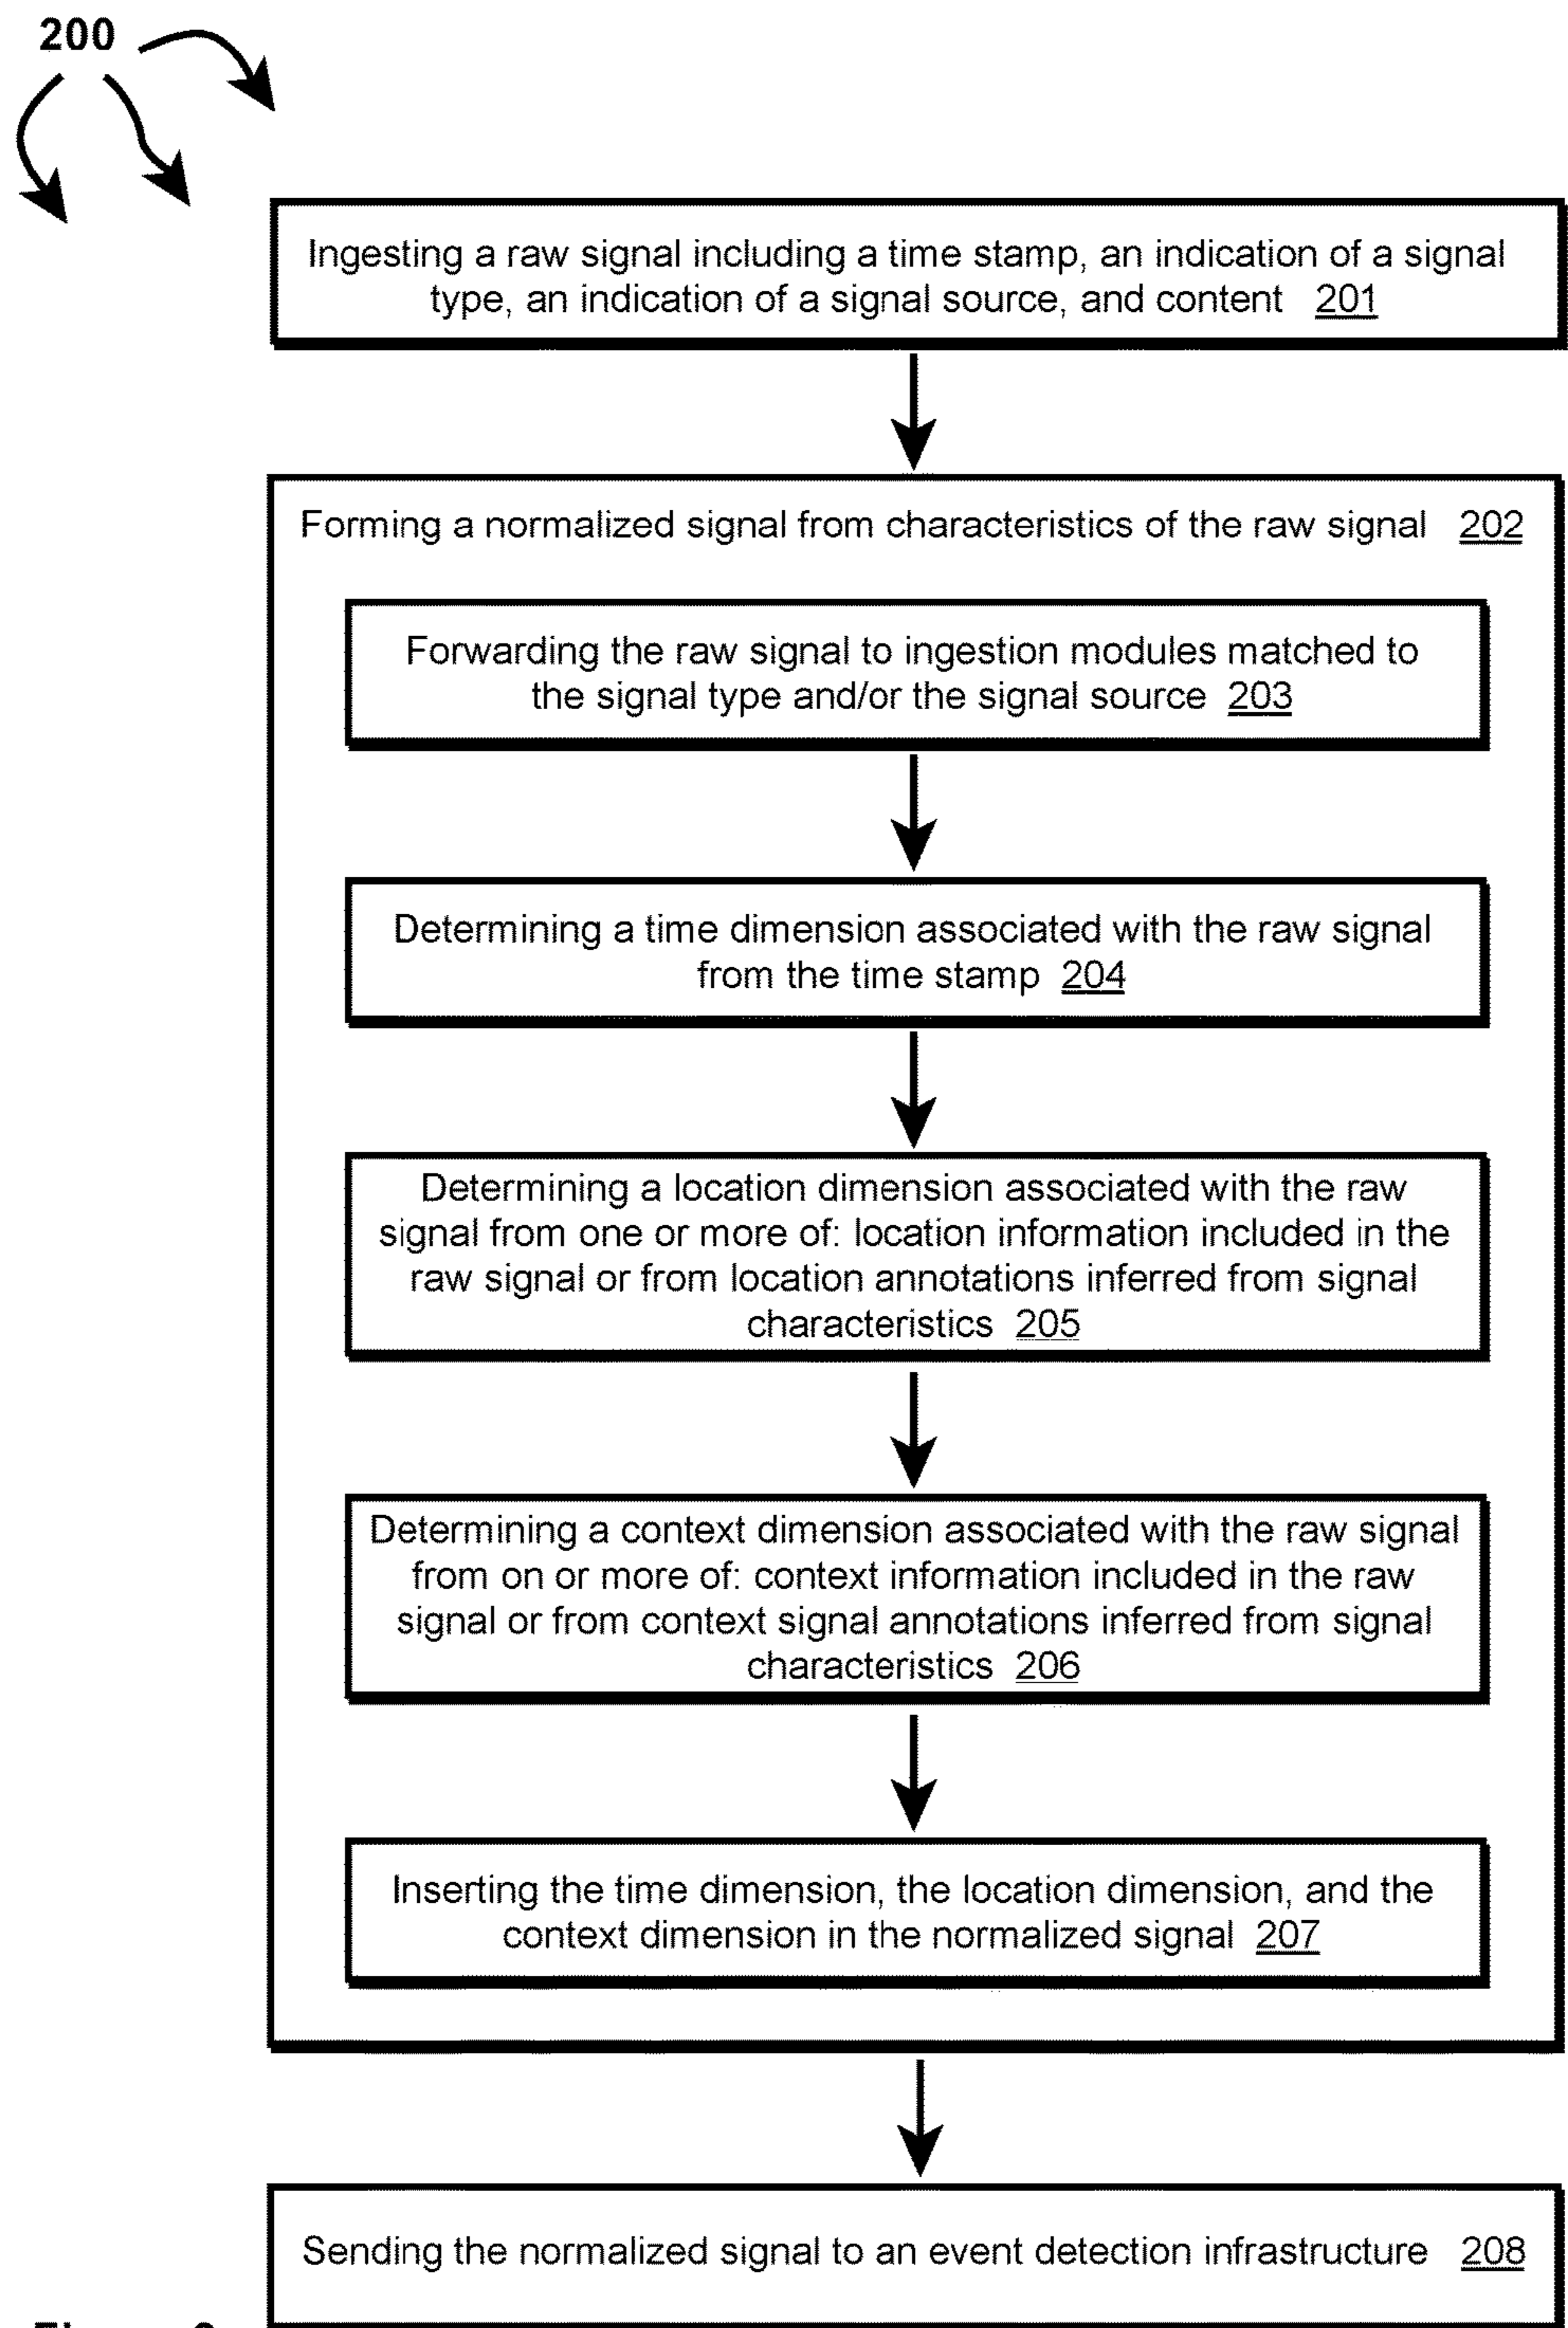 200
Ingesting a raw signal including a time stamp, an indication of a signal
type, an indication of a signal source, and content 201
Forming a normalized signal from characteristics of the raw signal 202
Forwarding the raw signal to ingestion modules matched to
the signal type and/or the signal source 203
Determining a time dimension associated with the raw signal
from the time stamp 204
Determining a location dimension associated with the raw
signal from one or more of: location information included in the
raw signal or from location annotations inferred from signal
characteristics 205
Determining a context dimension associated with the raw signal
from on or more of: context information included in the raw
signal or from context signal annotations inferred from signal
characteristics 206
Inserting the time dimension, the location dimension, and the
context dimension in the normalized signal 207
Sending the normalized signal to an event detection infrastructure 208